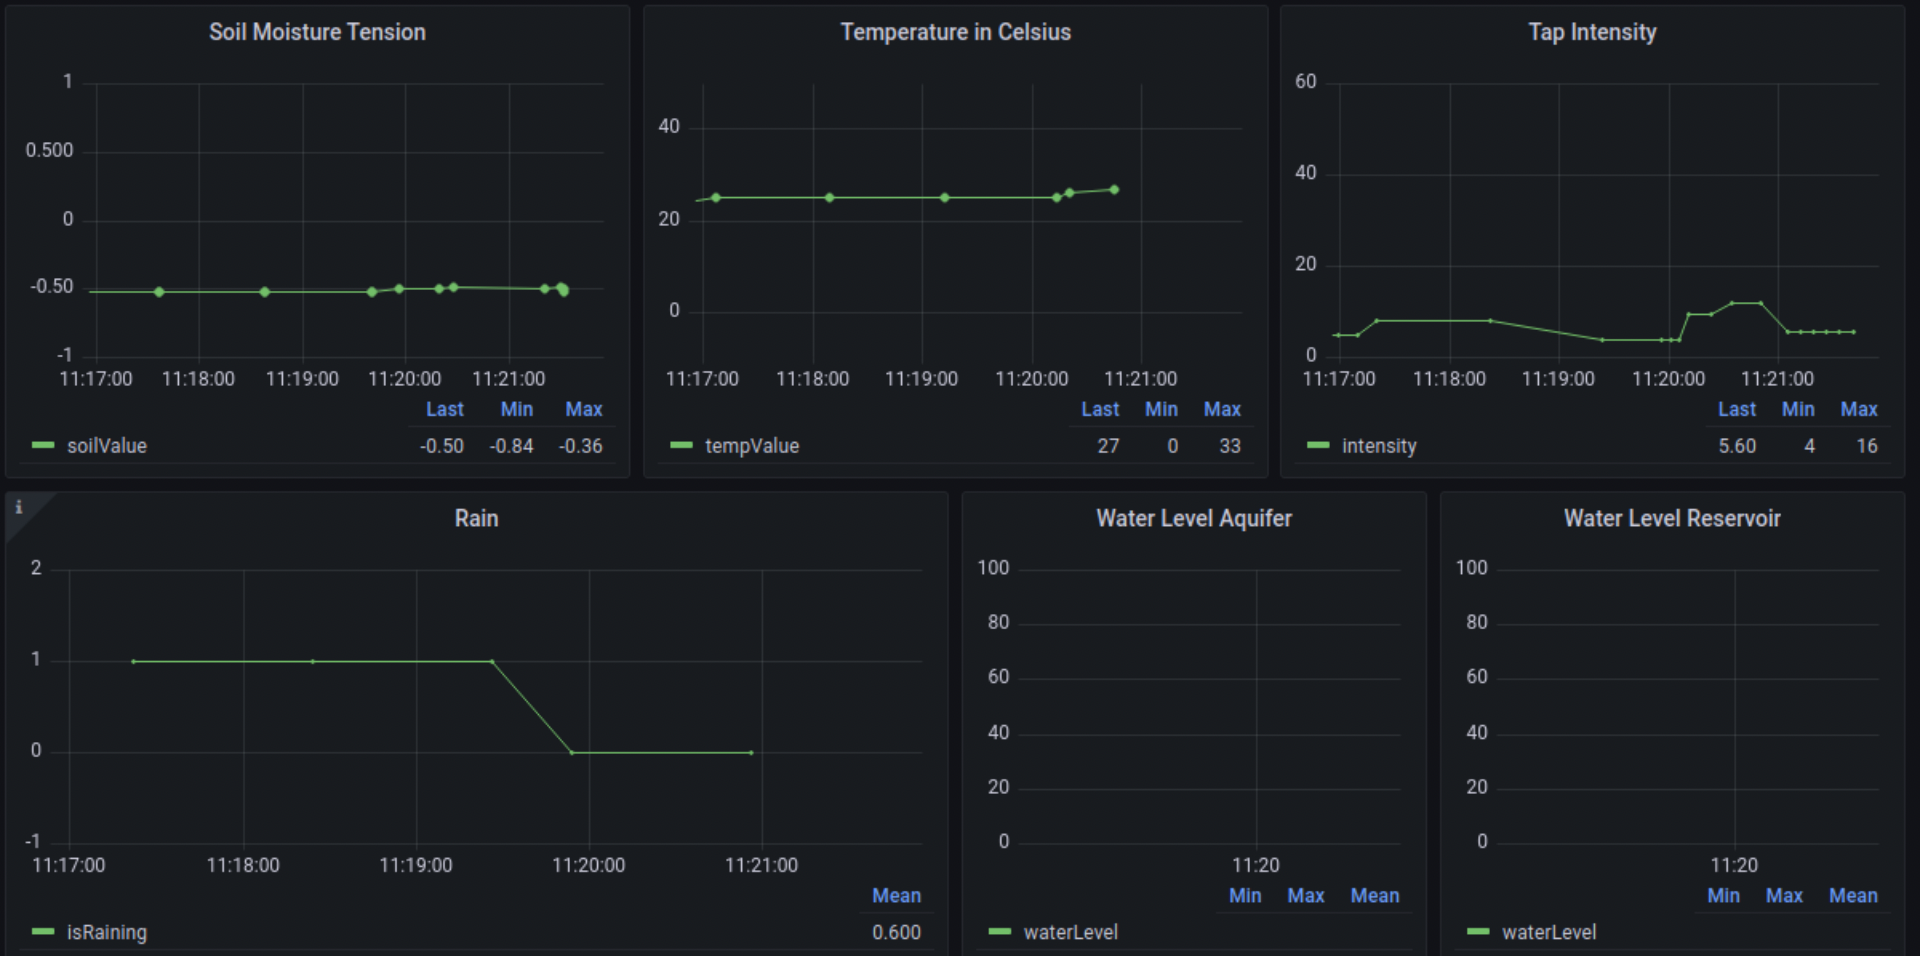 Soil Moisture Tension
1
0.500
0
-0.50
-1
11:17:00 11:18:00 11:19:00 11:20:00 11:21:00
Last Min Max
soilValue -0.50 -0.84 -0.36
Temperature in Celsius
40
20
0
11:17:00 11:18:00 11:19:00 11:20:00 11:21:00
Last Min Max
tempValue 27 0 33
Tap Intensity
60
40
20
0
11:17:00 11:18:00 11:19:00 11:20:00 11:21:00
Last Min Max
intensity 5.60 4 16
i
Rain
2
1
0
-1
11:17:00 11:18:00 11:19:00 11:20:00 11:21:00
Mean
isRaining 0.600
Water Level Aquifer
100
80
60
40
20
0
11:20
Min Max Mean
waterLevel
Water Level Reservoir
100
80
60
40
20
0
11:20
Min Max Mean
waterLevel